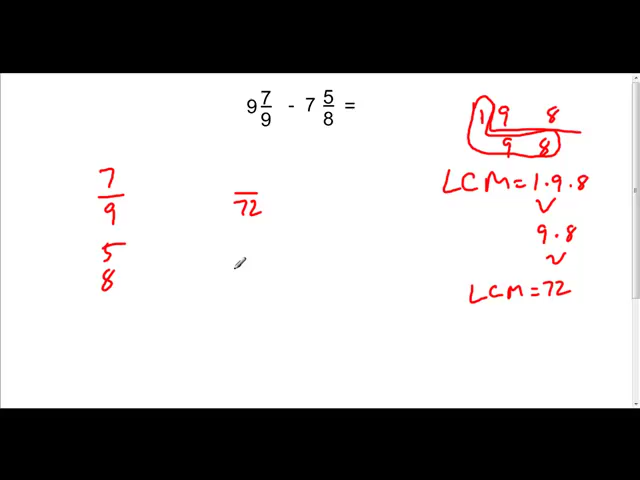 9 7/9 - 7 5/8 =
1 9 8
9 8
LCM = 1·9·8
9·8
LCM = 72
7/9
/72
5/8